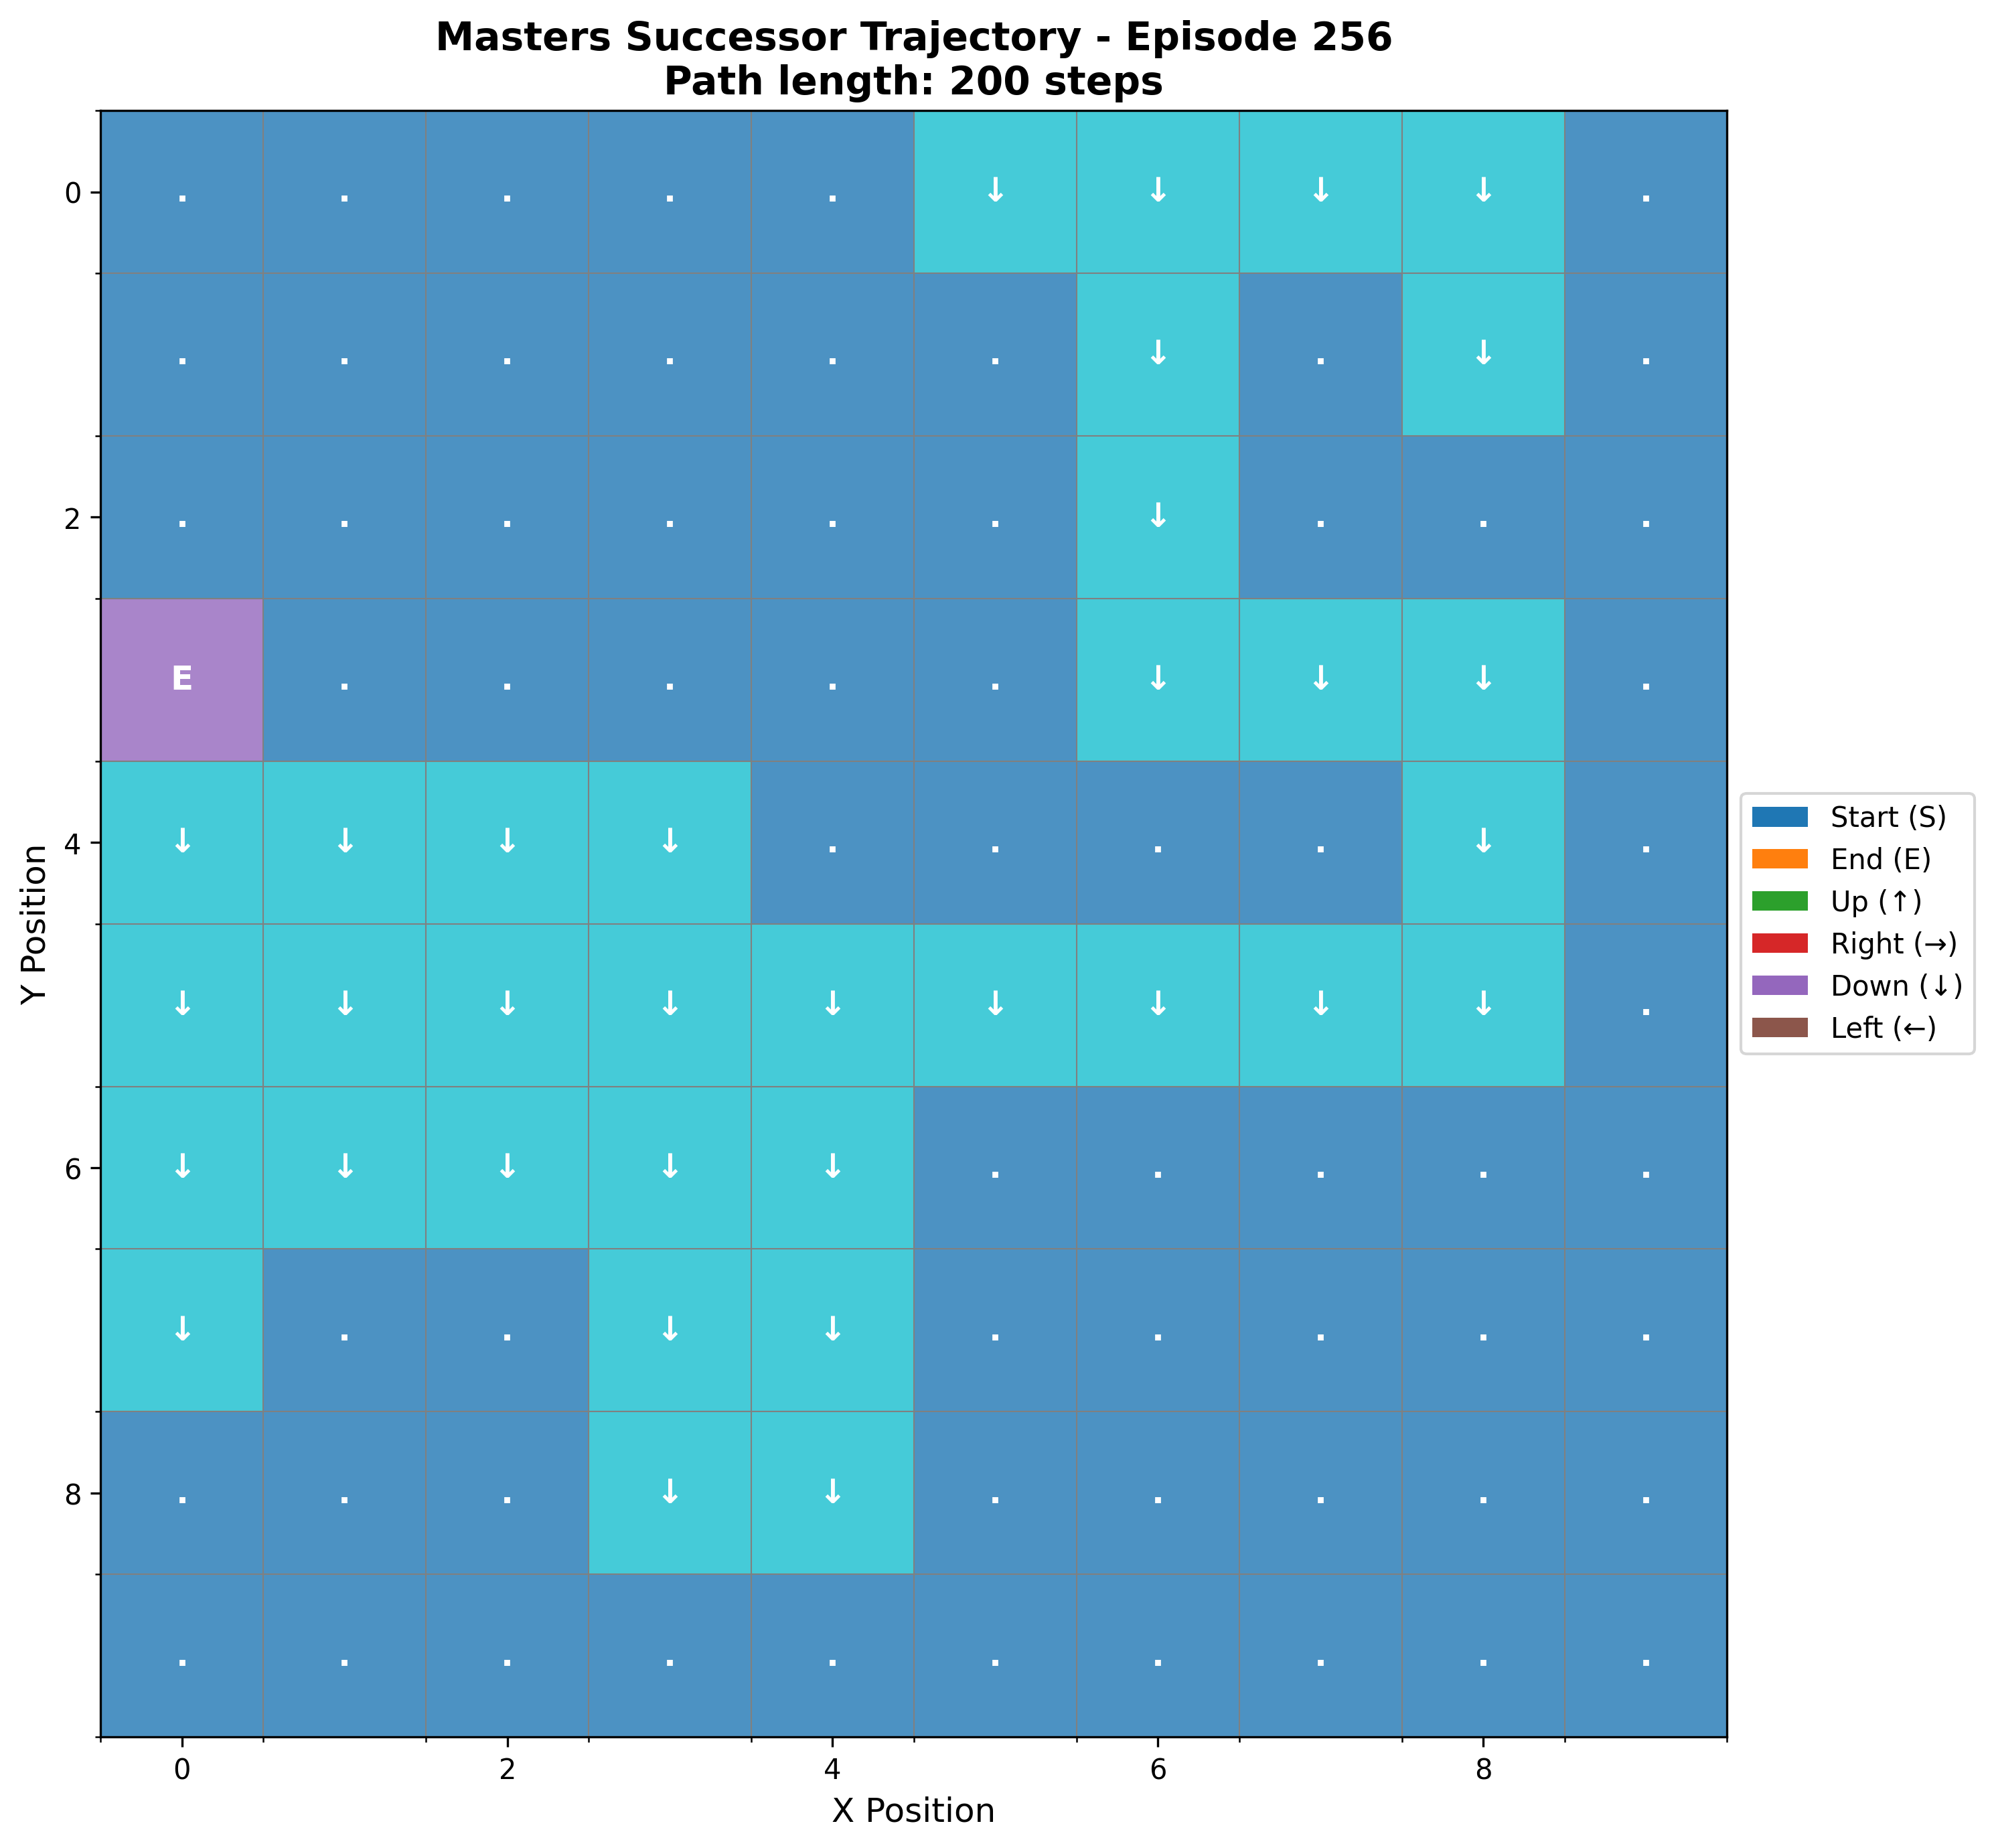 Masters Successor Trajectory - Episode 256
Path length: 200 steps
0 . . . . . ↓ ↓ ↓ ↓ .
. . . . . . ↓ . ↓ .
2 . . . . . . ↓ . . .
E . . . . . ↓ ↓ ↓ .
4 ↓ ↓ ↓ ↓ . . . . ↓ .
↓ ↓ ↓ ↓ ↓ ↓ ↓ ↓ ↓ .
6 ↓ ↓ ↓ ↓ ↓ . . . . .
↓ . . ↓ ↓ . . . . .
8 . . . ↓ ↓ . . . . .
. . . . . . . . . .
0 2 4 6 8
X Position
Y Position
Start (S)
End (E)
Up (↑)
Right (→)
Down (↓)
Left (←)